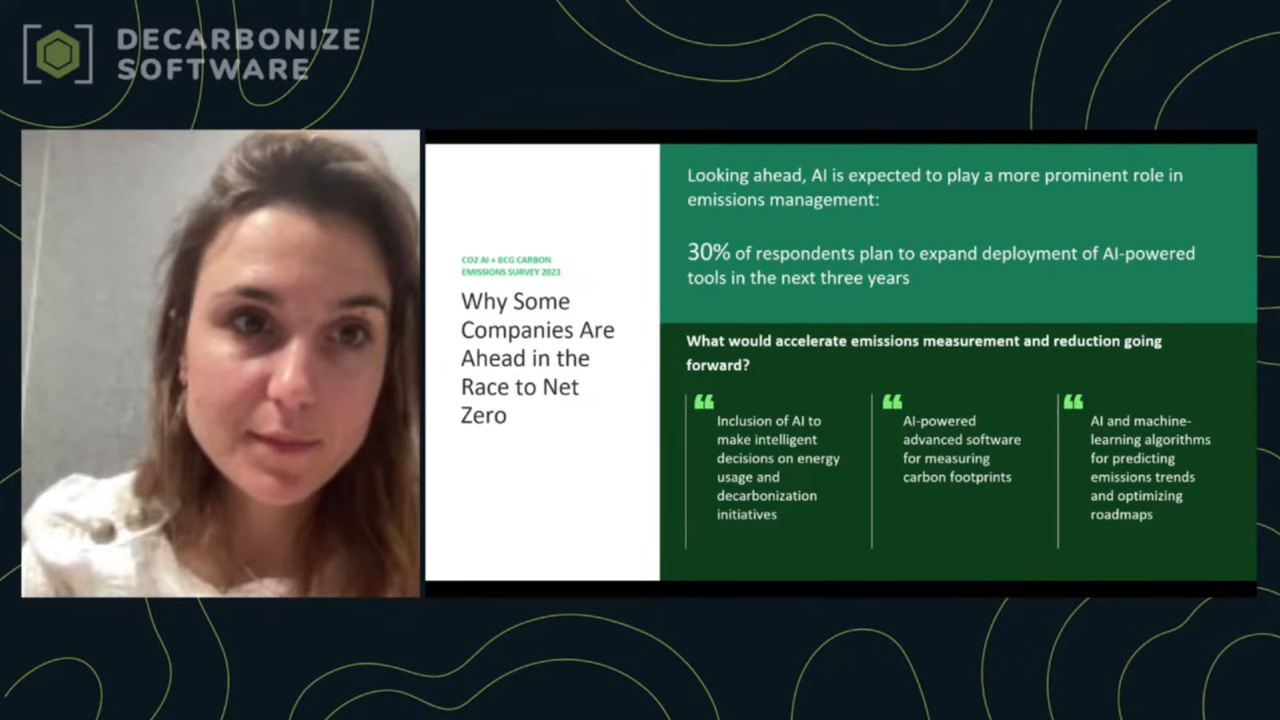 DECARBONIZE
SOFTWARE
CO2 AI + BCG CARBON
EMISSIONS SURVEY 2023
Why Some
Companies Are
Ahead in the
Race to Net
Zero
Looking ahead, AI is expected to play a more prominent role in
emissions management:
30% of respondents plan to expand deployment of AI-powered
tools in the next three years
What would accelerate emissions measurement and reduction going
forward?
“
Inclusion of AI to
make intelligent
decisions on energy
usage and
decarbonization
initiatives
“
AI-powered
advanced software
for measuring
carbon footprints
“
AI and machine-
learning algorithms
for predicting
emissions trends
and optimizing
roadmaps